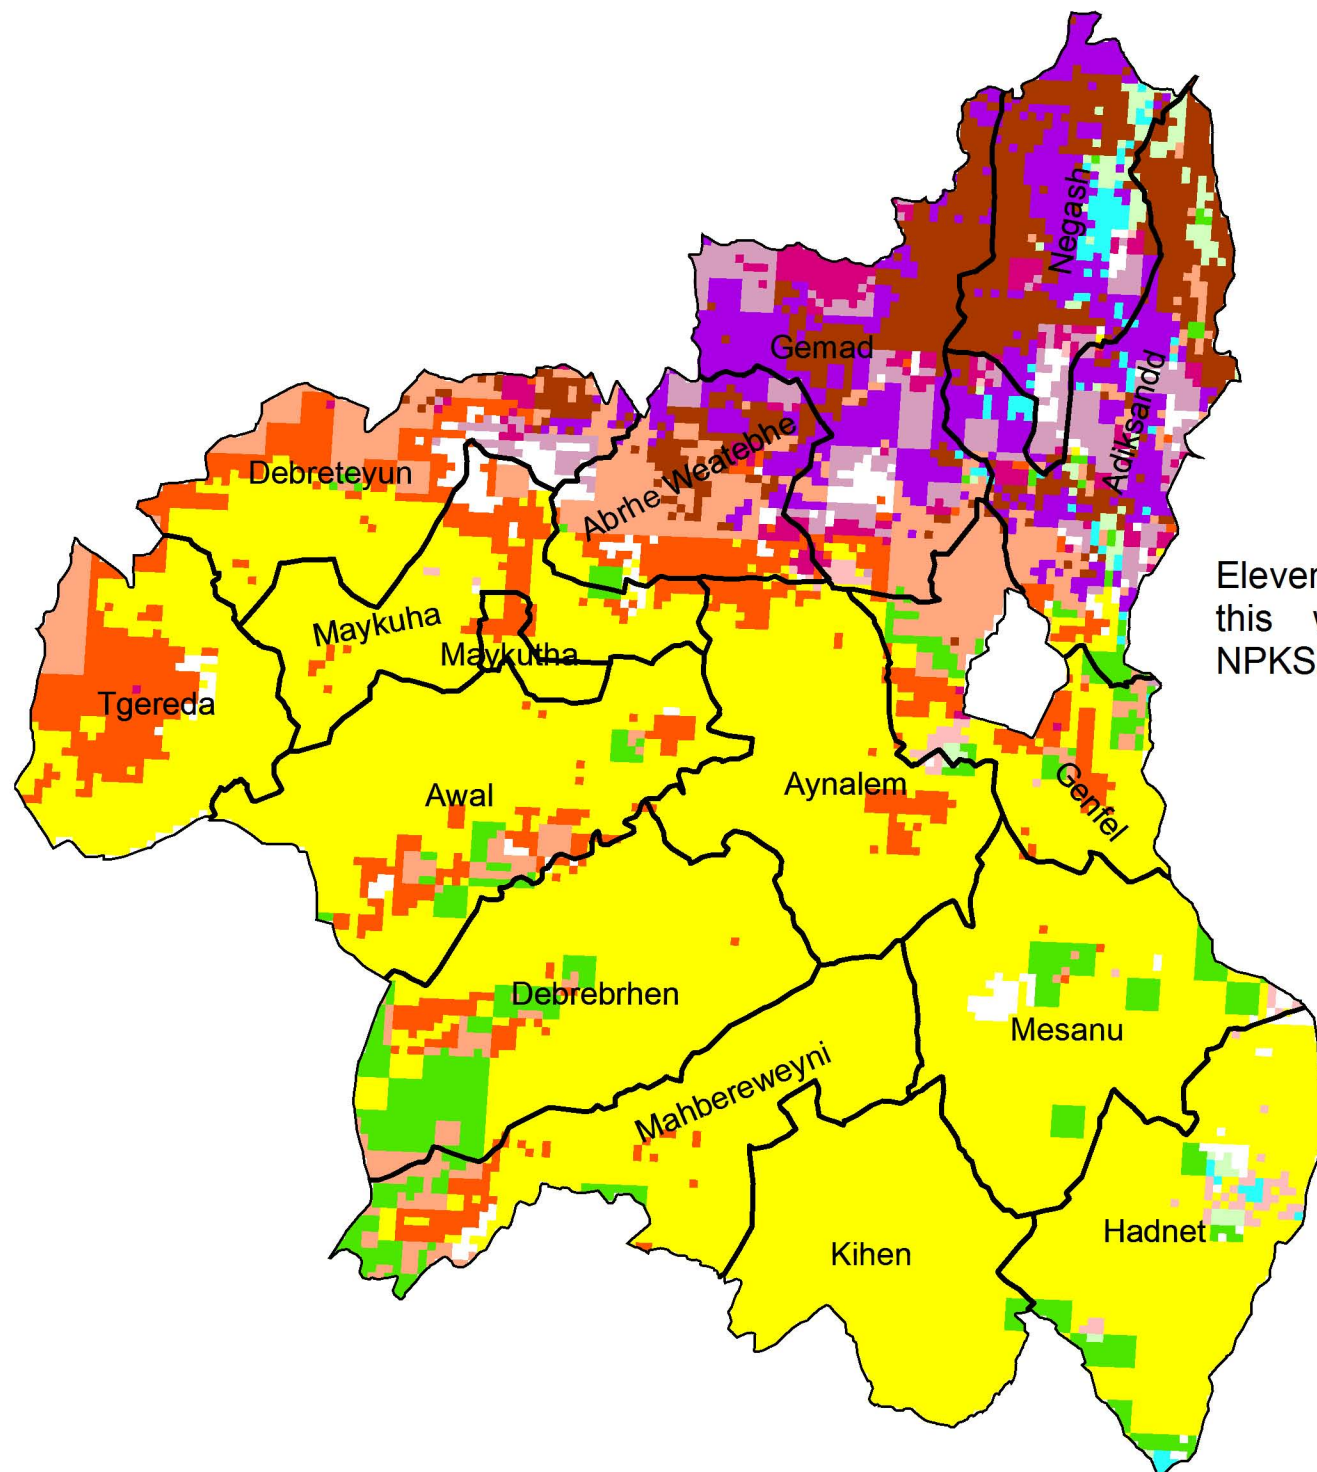 Negash
Gemad
Adiksandd
Abrhe Weatebhe
Debreteyun
Eleven
this
NPKS
Maykuha
Maykutha
Tgereda
Awal
Aynalem
Genfel
Debrebrhen
Mesanu
Mahbereweyni
Kihen
Hadnet